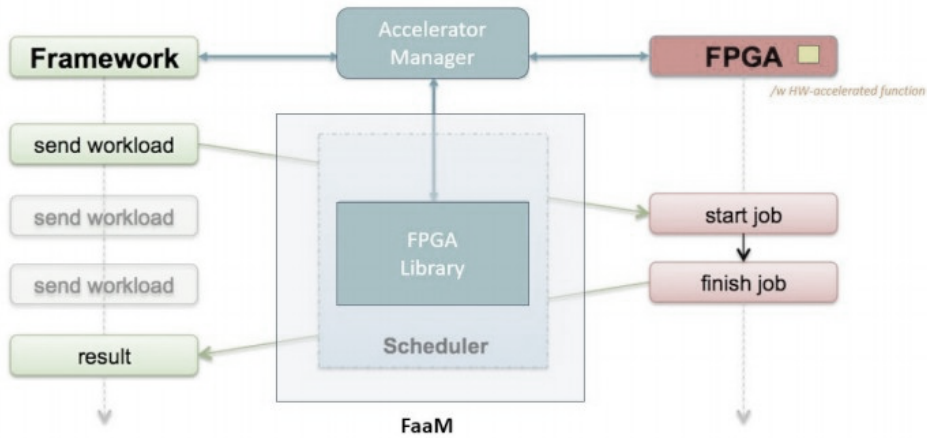 Accelerator
Manager
Framework
FPGA
/w HW-accelerated function
send workload
send workload
start job
FPGA
Library
send workload
finish job
result
Scheduler
FaaM